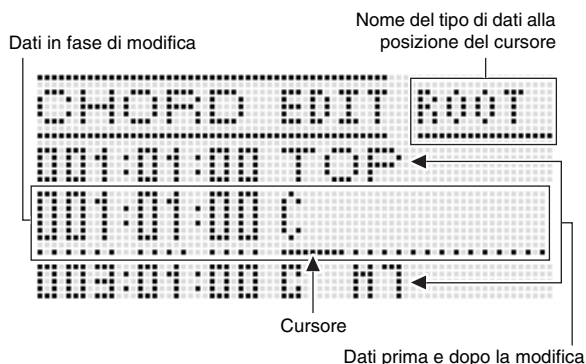 Nome del tipo di dati alla
posizione del cursore
Dati in fase di modifica
CHORD EDIT ROOT
001:01:00 TOP
001:01:00 C
003:01:00 G M7
Cursore
Dati prima e dopo la modifica